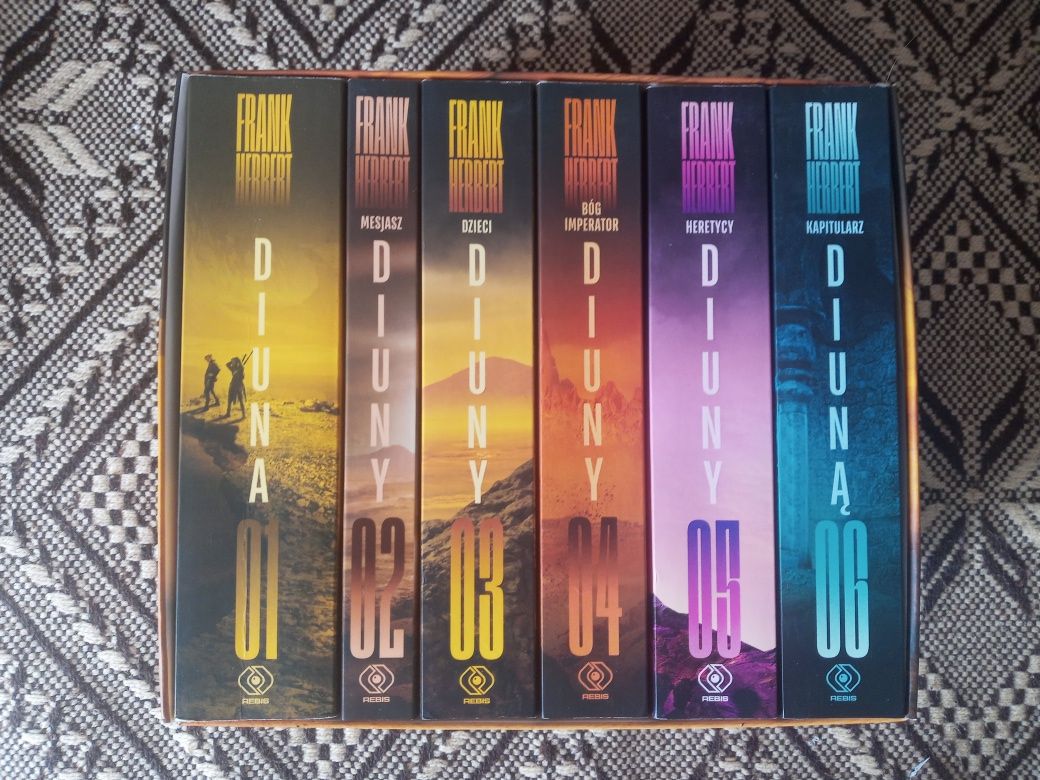 FRANK
HERBERT
DIUNA
01
REBIS
FRANK
HERBERT
MESJASZ
DIUNY
02
REBIS
FRANK
HERBERT
DZIECI
DIUNY
03
REBIS
FRANK
HERBERT
BÓG
IMPERATOR
DIUNY
04
REBIS
FRANK
HERBERT
HERETYCY
DIUNY
05
REBIS
FRANK
HERBERT
KAPITULARZ
DIUNĄ
06
REBIS